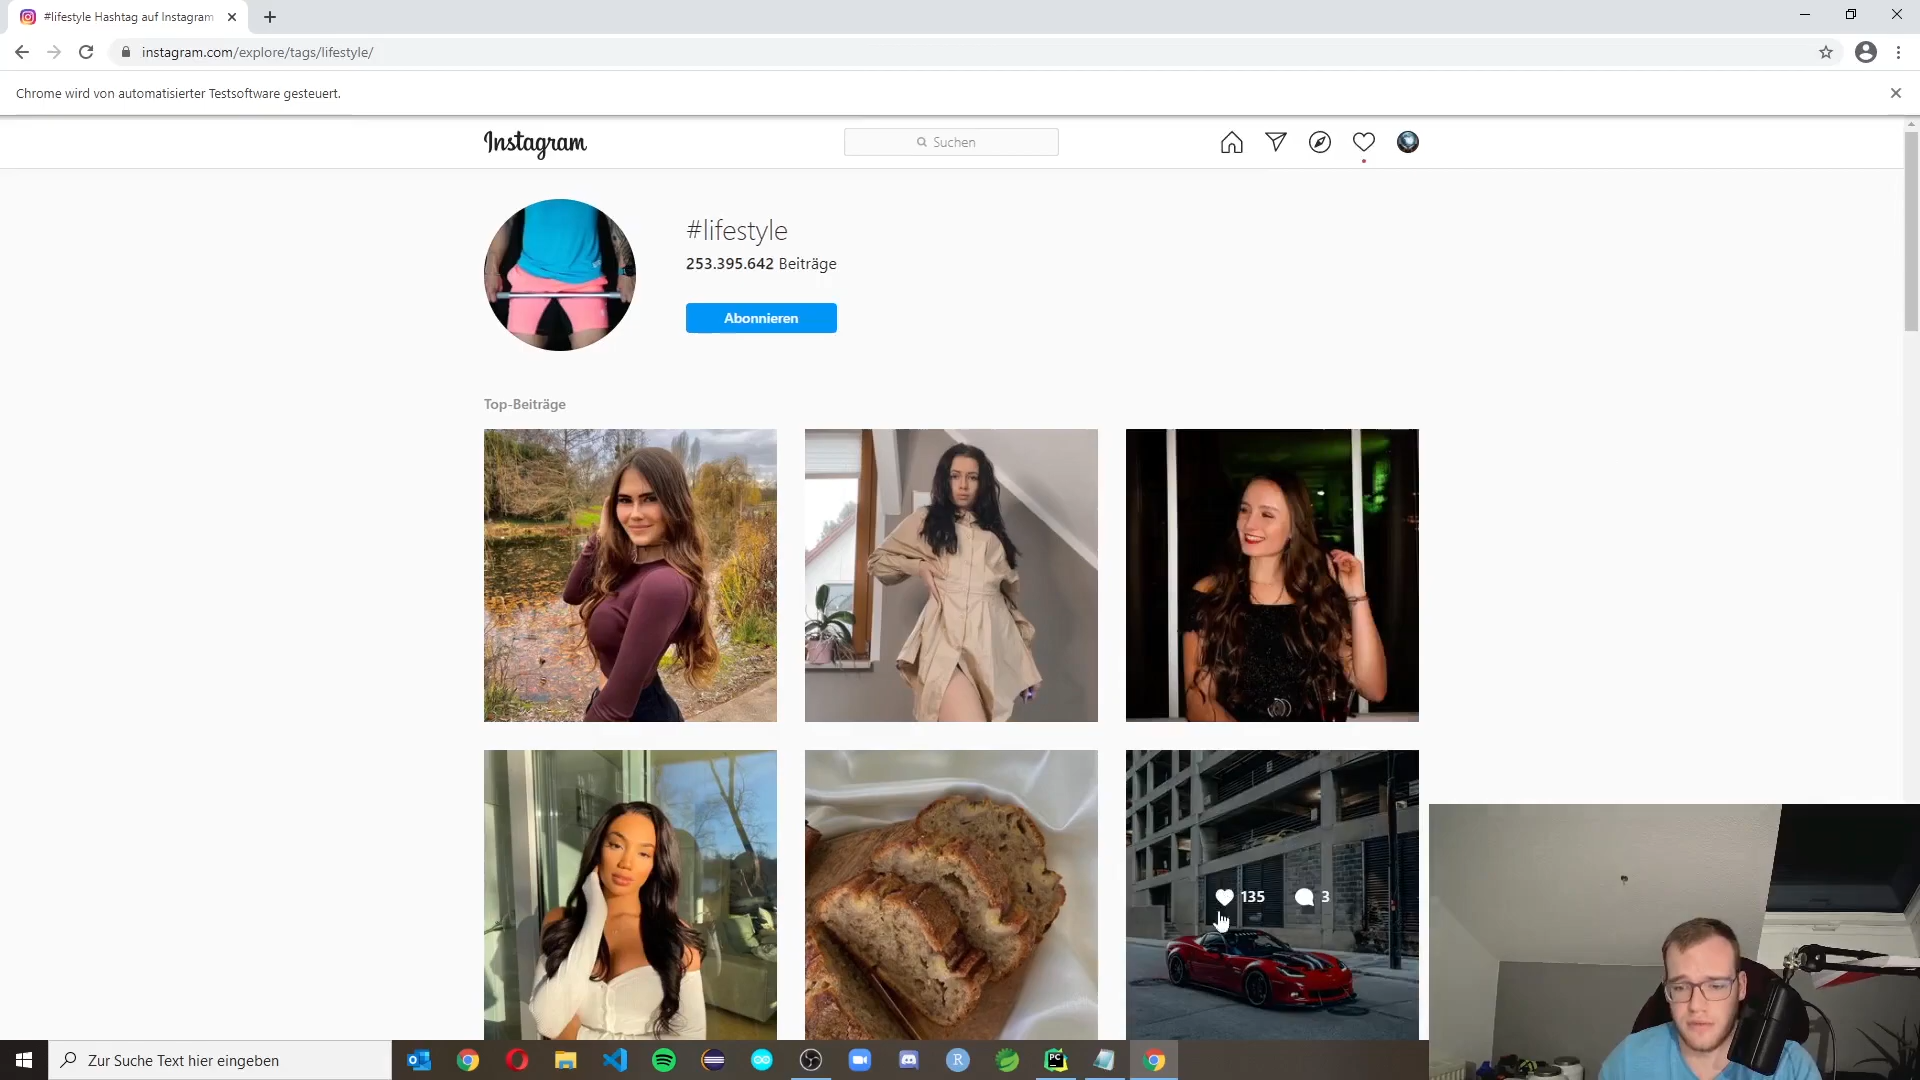 #lifestyle Hashtag auf Instagram
instagram.com/explore/tags/lifestyle/
Chrome wird von automatisierter Testsoftware gesteuert.
Instagram
Suchen
#lifestyle
253.395.642 Beiträge
Abonnieren
Top-Beiträge
135 3
Zur Suche Text hier eingeben